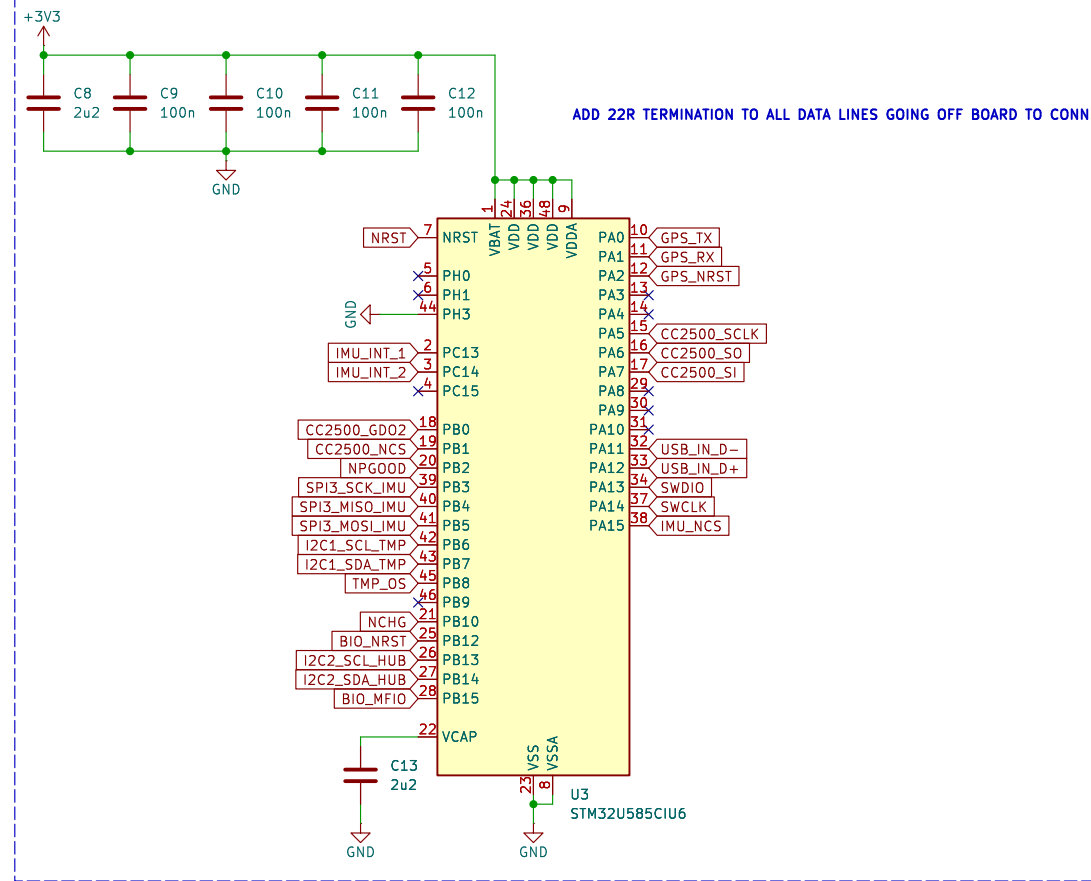 +3V3
C8
2u2
C9
100n
C10
100n
C11
100n
C12
100n
ADD 22R TERMINATION TO ALL DATA LINES GOING OFF BOARD TO CONN
GND
1
24
36
48
9
VBAT
VDD
VDD
VDD
VDDA
NRST 7 NRST
5 PH0
6 PH1
GND 44 PH3
IMU_INT_1 2 PC13
IMU_INT_2 3 PC14
4 PC15
CC2500_GDO2 18 PB0
CC2500_NCS 19 PB1
NPGOOD 20 PB2
SPI3_SCK_IMU 39 PB3
SPI3_MISO_IMU 40 PB4
SPI3_MOSI_IMU 41 PB5
I2C1_SCL_TMP 42 PB6
I2C1_SDA_TMP 43 PB7
TMP_OS 45 PB8
46 PB9
NCHG 21 PB10
BIO_NRST 25 PB12
I2C2_SCL_HUB 26 PB13
I2C2_SDA_HUB 27 PB14
BIO_MFIO 28 PB15
22 VCAP
PA0 10 GPS_TX
PA1 11 GPS_RX
PA2 12 GPS_NRST
PA3 13
PA4 14
PA5 15 CC2500_SCLK
PA6 16 CC2500_SO
PA7 17 CC2500_SI
PA8 29
PA9 30
PA10 31
PA11 32 USB_IN_D-
PA12 33 USB_IN_D+
PA13 34 SWDIO
PA14 37 SWCLK
PA15 38 IMU_NCS
C13
2u2
GND
VSS
VSSA
23
8
GND
U3
STM32U585CIU6